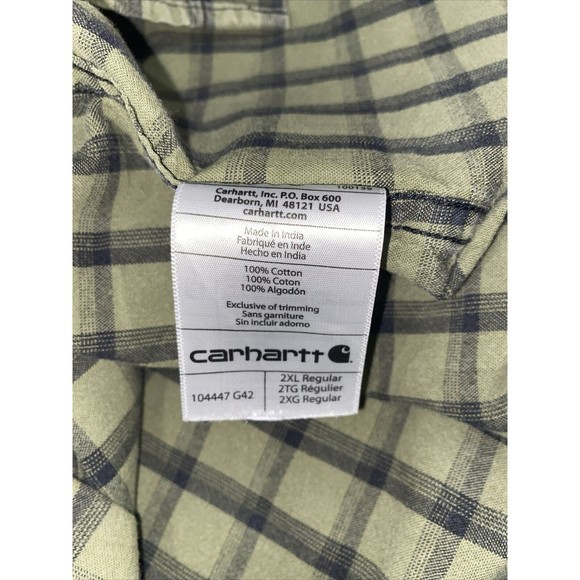 Carhartt, Inc. P.O. Box 600
Dearborn, MI 48121 USA
carhartt.com
Made in India
Fabriqué en Inde
Hecho en India
100% Cotton
100% Coton
100% Algodón
Exclusive of trimming
Sans garniture
Sin incluir adorno
carhartt
104447 G42
2XL Regular
2TG Régulier
2XG Regular